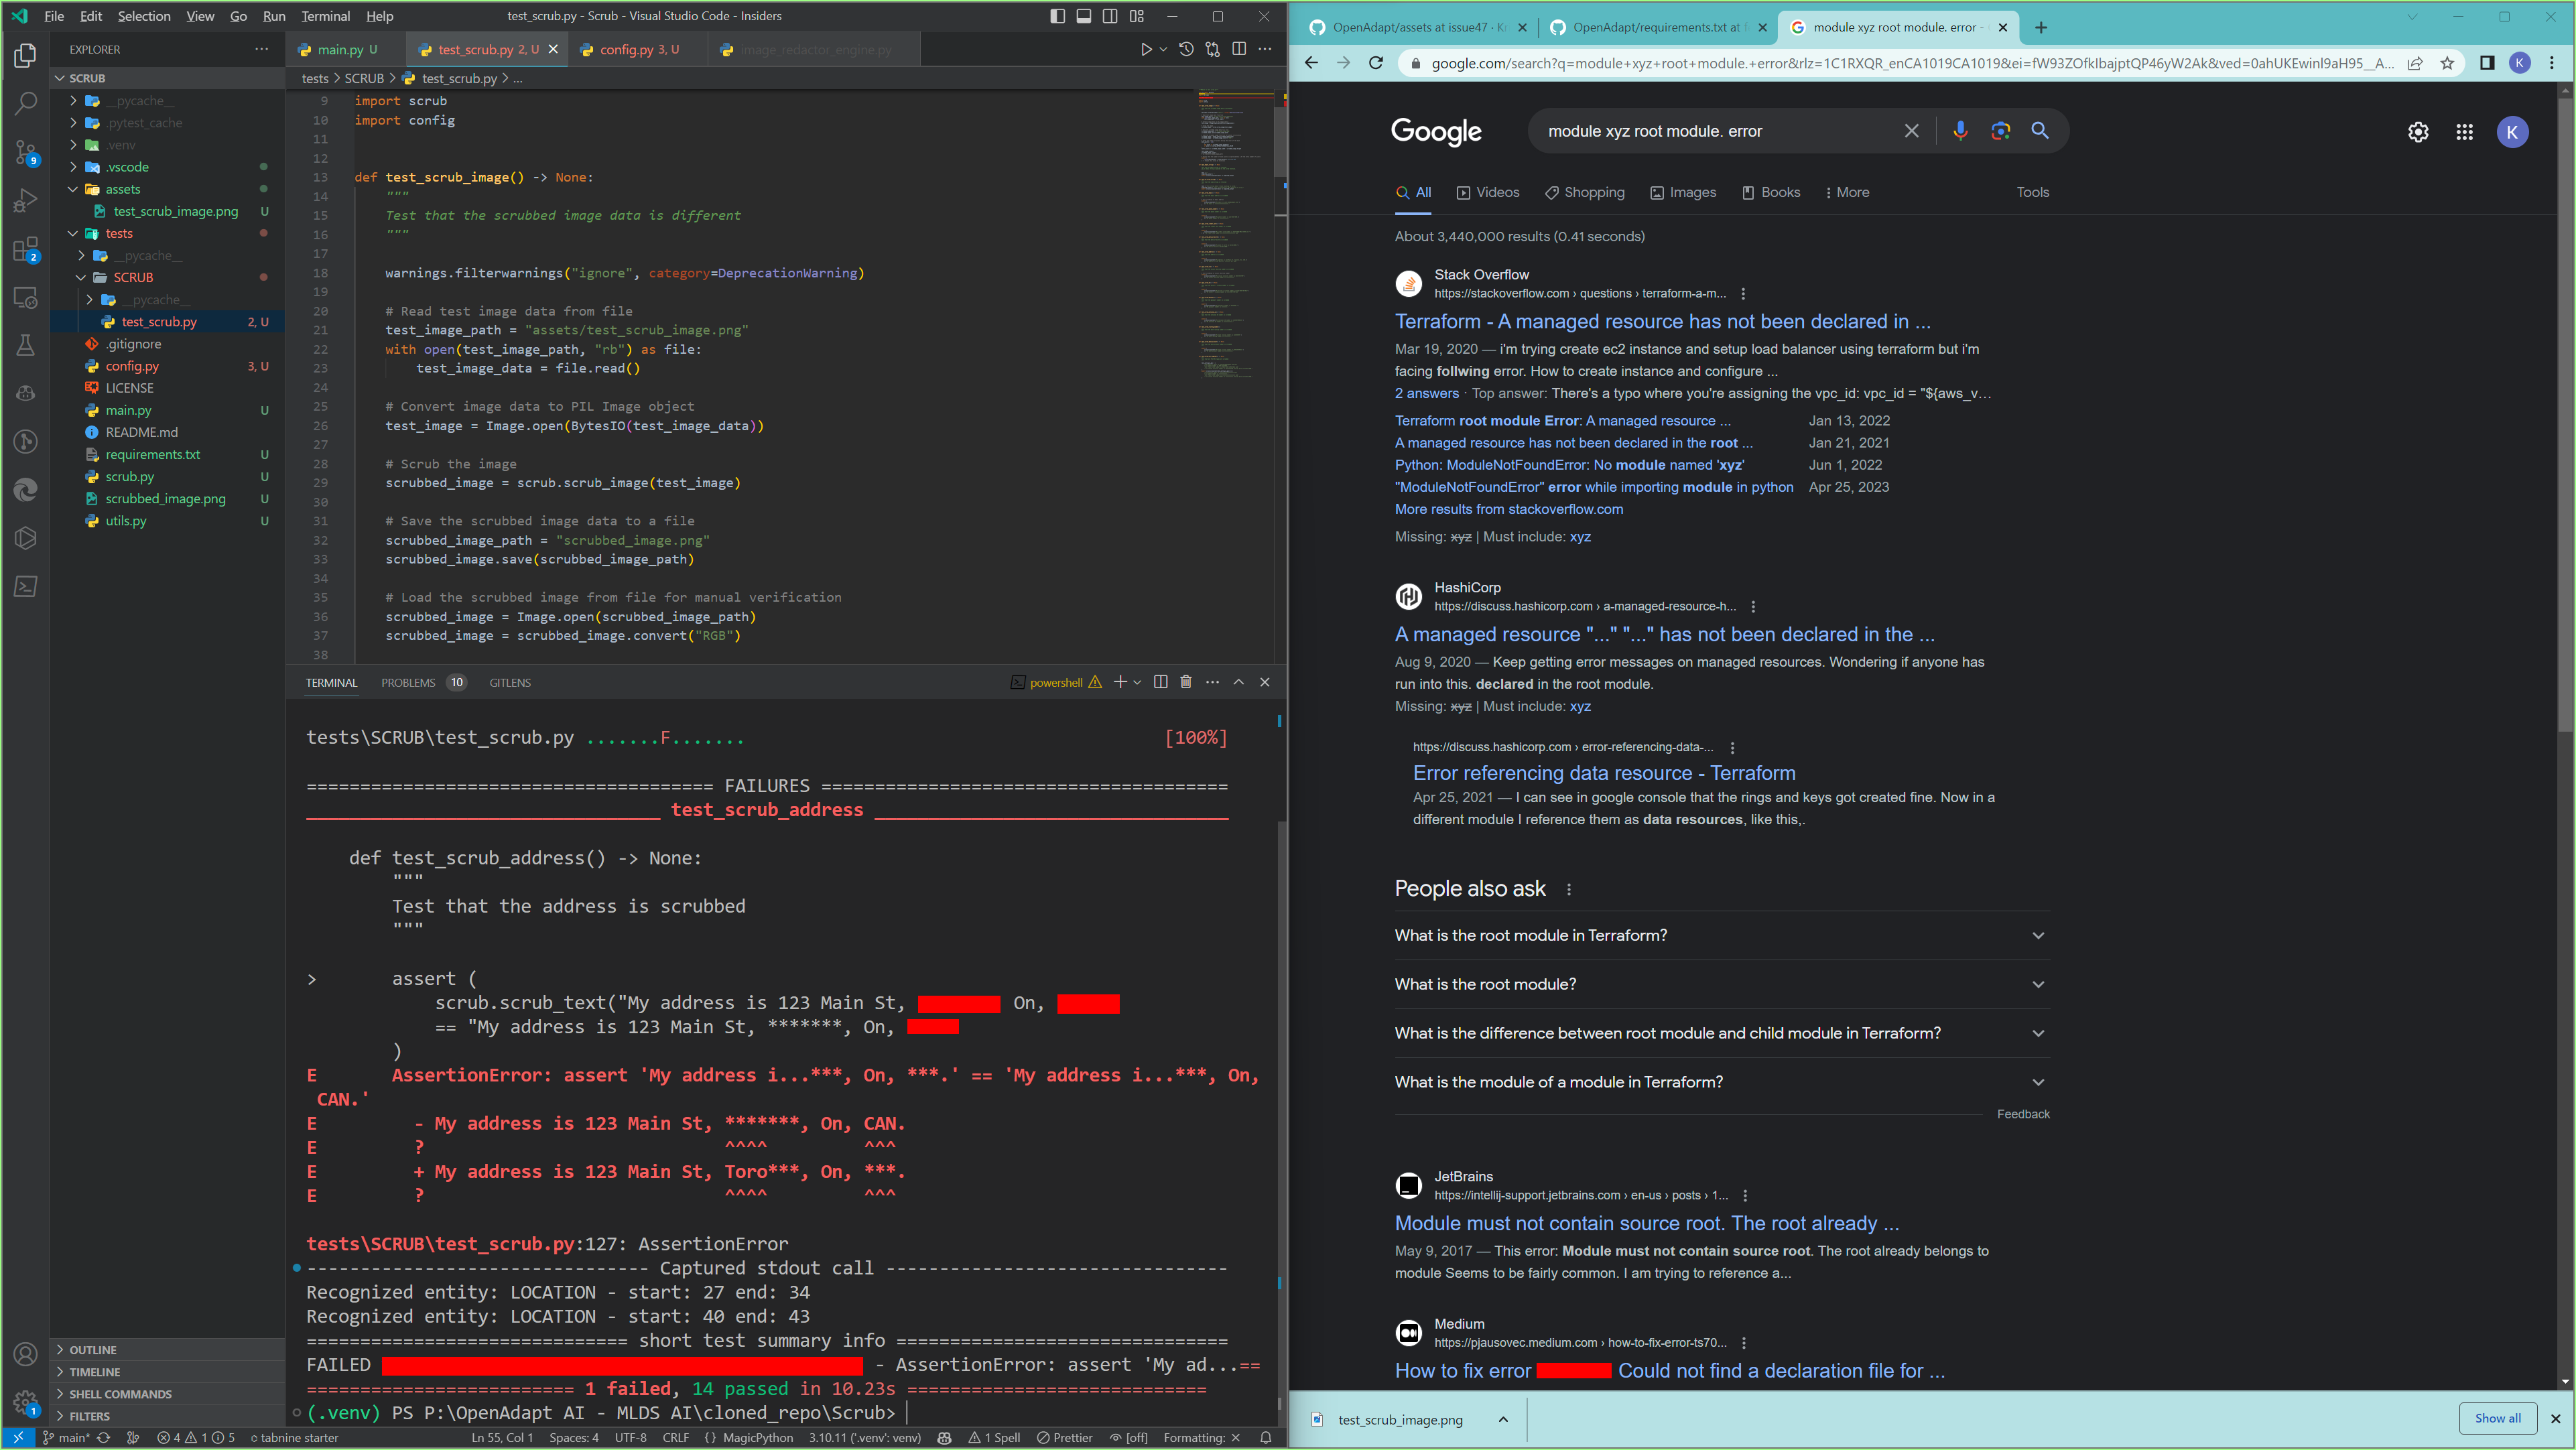 File Edit Selection View Go Run Terminal Help
test_scrub.py - Scrub - Visual Studio Code - Insiders
EXPLORER
SCRUB
__pycache__
.pytest_cache
.venv
.vscode
assets
test_scrub_image.png U
tests
__pycache__
SCRUB
__pycache__
test_scrub.py 2, U
.gitignore
config.py 3, U
LICENSE
main.py U
README.md
requirements.txt U
scrub.py U
scrubbed_image.png U
utils.py U
OUTLINE
TIMELINE
SHELL COMMANDS
FILTERS
9
2
1
main.py U
test_scrub.py 2, U
config.py 3, U
image_redactor_engine.py
tests > SCRUB > test_scrub.py > ...
9 import scrub
10 import config
11
12
13 def test_scrub_image() -> None:
14 """
15 Test that the scrubbed image data is different
16 """
17
18 warnings.filterwarnings("ignore", category=DeprecationWarning)
19
20 # Read test image data from file
21 test_image_path = "assets/test_scrub_image.png"
22 with open(test_image_path, "rb") as file:
23 test_image_data = file.read()
24
25 # Convert image data to PIL Image object
26 test_image = Image.open(BytesIO(test_image_data))
27
28 # Scrub the image
29 scrubbed_image = scrub.scrub_image(test_image)
30
31 # Save the scrubbed image data to a file
32 scrubbed_image_path = "scrubbed_image.png"
33 scrubbed_image.save(scrubbed_image_path)
34
35 # Load the scrubbed image from file for manual verification
36 scrubbed_image = Image.open(scrubbed_image_path)
37 scrubbed_image = scrubbed_image.convert("RGB")
38
TERMINAL PROBLEMS 10 GITLENS
powershell
tests\SCRUB\test_scrub.py .......F....... [100%]
===================================== FAILURES =====================================
test_scrub_address
def test_scrub_address() -> None:
"""
Test that the address is scrubbed
"""
> assert (
scrub.scrub_text("My address is 123 Main St, On,
== "My address is 123 Main St, *******, On,
)
E AssertionError: assert 'My address i...***, On, ***.' == 'My address i...***, On,
CAN.'
E - My address is 123 Main St, *******, On, CAN.
E ? ^^^^ ^^^
E + My address is 123 Main St, Toro***, On, ***.
E ? ^^^^ ^^^
tests\SCRUB\test_scrub.py:127: AssertionError
-------------------------------- Captured stdout call --------------------------------
Recognized entity: LOCATION - start: 27 end: 34
Recognized entity: LOCATION - start: 40 end: 43
============================== short test summary info ===============================
FAILED - AssertionError: assert 'My ad...==
========================= 1 failed, 14 passed in 10.23s ============================
(.venv) PS P:\OpenAdapt AI - MLDS AI\cloned_repo\Scrub>
main* 4 1 5 tabnine starter Ln 55, Col 1 Spaces: 4 UTF-8 CRLF { } MagicPython 3.10.11 ('.venv': venv) 1 Spell Prettier [off] Formatting: ×
OpenAdapt/assets at issue47 · Kr
OpenAdapt/requirements.txt at f
module xyz root module. error -
google.com/search?q=module+xyz+root+module.+error&rlz=1C1RXQR_enCA1019CA1019&ei=fW93ZOfkIbajptQP46yW2Ak&ved=0ahUKEwinl9aH95__A...
K
Google
module xyz root module. error
K
All Videos Shopping Images Books More Tools
About 3,440,000 results (0.41 seconds)
Stack Overflow
https://stackoverflow.com › questions › terraform-a-m...
Terraform - A managed resource has not been declared in ...
Mar 19, 2020 — i'm trying create ec2 instance and setup load balancer using terraform but i'm
facing follwing error. How to create instance and configure ...
2 answers · Top answer: There's a typo where you're assigning the vpc_id: vpc_id = "${aws_v…
Terraform root module Error: A managed resource ... Jan 13, 2022
A managed resource has not been declared in the root ... Jan 21, 2021
Python: ModuleNotFoundError: No module named 'xyz' Jun 1, 2022
"ModuleNotFoundError" error while importing module in python Apr 25, 2023
More results from stackoverflow.com
Missing: xyz | Must include: xyz
HashiCorp
https://discuss.hashicorp.com › a-managed-resource-h...
A managed resource "..." "..." has not been declared in the ...
Aug 9, 2020 — Keep getting error messages on managed resources. Wondering if anyone has
run into this. declared in the root module.
Missing: xyz | Must include: xyz
https://discuss.hashicorp.com › error-referencing-data-...
Error referencing data resource - Terraform
Apr 25, 2021 — I can see in google console that the rings and keys got created fine. Now in a
different module I reference them as data resources, like this,.
People also ask
What is the root module in Terraform?
What is the root module?
What is the difference between root module and child module in Terraform?
What is the module of a module in Terraform?
Feedback
JetBrains
https://intellij-support.jetbrains.com › en-us › posts › 1...
Module must not contain source root. The root already ...
May 9, 2017 — This error: Module must not contain source root. The root already belongs to
module Seems to be fairly common. I am trying to reference a...
Medium
https://pjausovec.medium.com › how-to-fix-error-ts70...
How to fix error Could not find a declaration file for ...
test_scrub_image.png
Show all